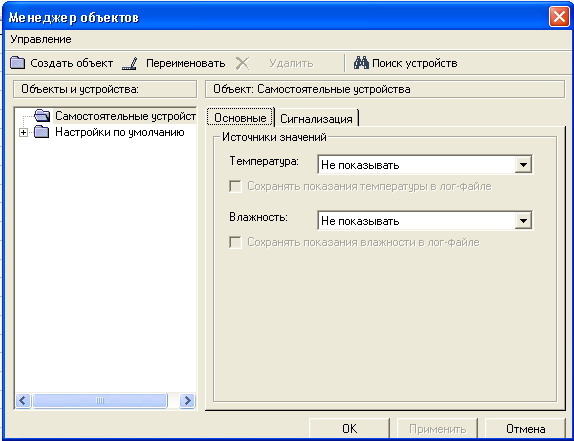 Менеджер объектов
Управление
Создать объект Переименовать Удалить Поиск устройств
Объекты и устройства: Объект: Самостоятельные устройства
Самостоятельные устройст
Настройки по умолчанию
Основные Сигнализация
Источники значений
Температура: Не показывать
Сохранять показания температуры в лог-файле
Влажность: Не показывать
Сохранять показания влажности в лог-файле
OK Применить Отмена